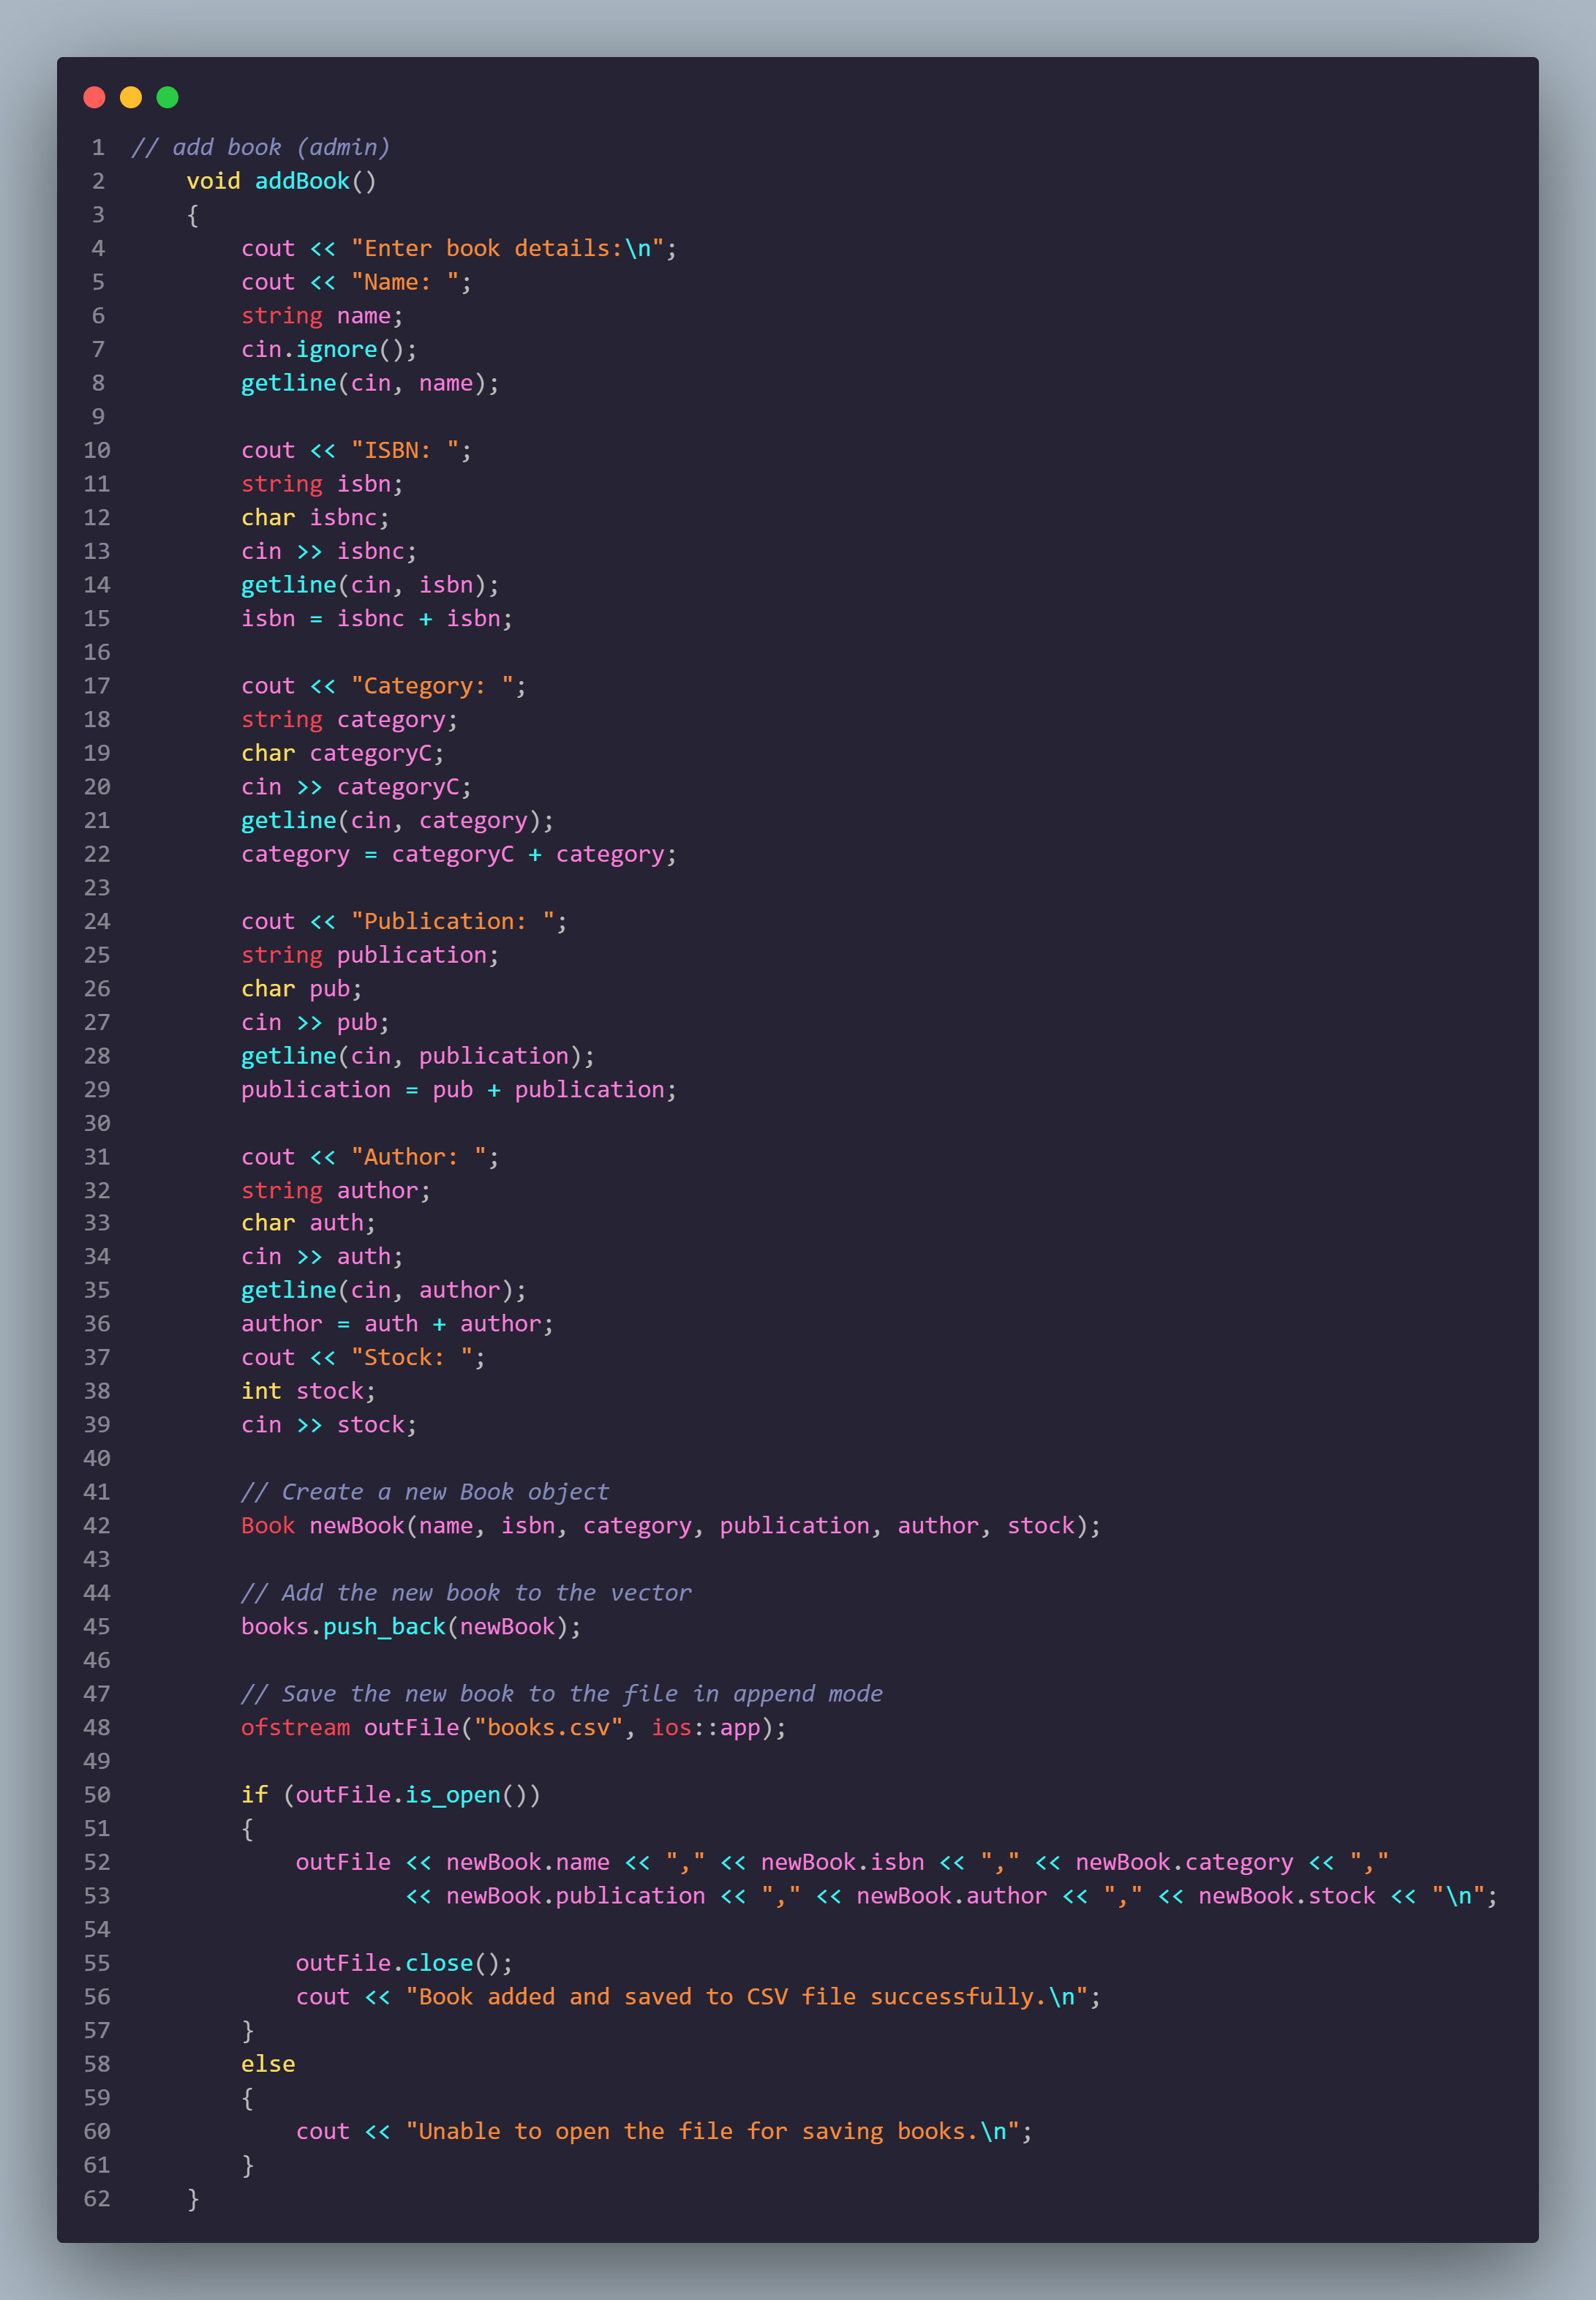 1 // add book (admin)
2     void addBook()
3     {
4         cout << "Enter book details:\n";
5         cout << "Name: ";
6         string name;
7         cin.ignore();
8         getline(cin, name);
9
10         cout << "ISBN: ";
11         string isbn;
12         char isbnc;
13         cin >> isbnc;
14         getline(cin, isbn);
15         isbn = isbnc + isbn;
16
17         cout << "Category: ";
18         string category;
19         char categoryC;
20         cin >> categoryC;
21         getline(cin, category);
22         category = categoryC + category;
23
24         cout << "Publication: ";
25         string publication;
26         char pub;
27         cin >> pub;
28         getline(cin, publication);
29         publication = pub + publication;
30
31         cout << "Author: ";
32         string author;
33         char auth;
34         cin >> auth;
35         getline(cin, author);
36         author = auth + author;
37         cout << "Stock: ";
38         int stock;
39         cin >> stock;
40
41         // Create a new Book object
42         Book newBook(name, isbn, category, publication, author, stock);
43
44         // Add the new book to the vector
45         books.push_back(newBook);
46
47         // Save the new book to the file in append mode
48         ofstream outFile("books.csv", ios::app);
49
50         if (outFile.is_open())
51         {
52             outFile << newBook.name << "," << newBook.isbn << "," << newBook.category << ","
53                     << newBook.publication << "," << newBook.author << "," << newBook.stock << "\n";
54
55             outFile.close();
56             cout << "Book added and saved to CSV file successfully.\n";
57         }
58         else
59         {
60             cout << "Unable to open the file for saving books.\n";
61         }
62     }